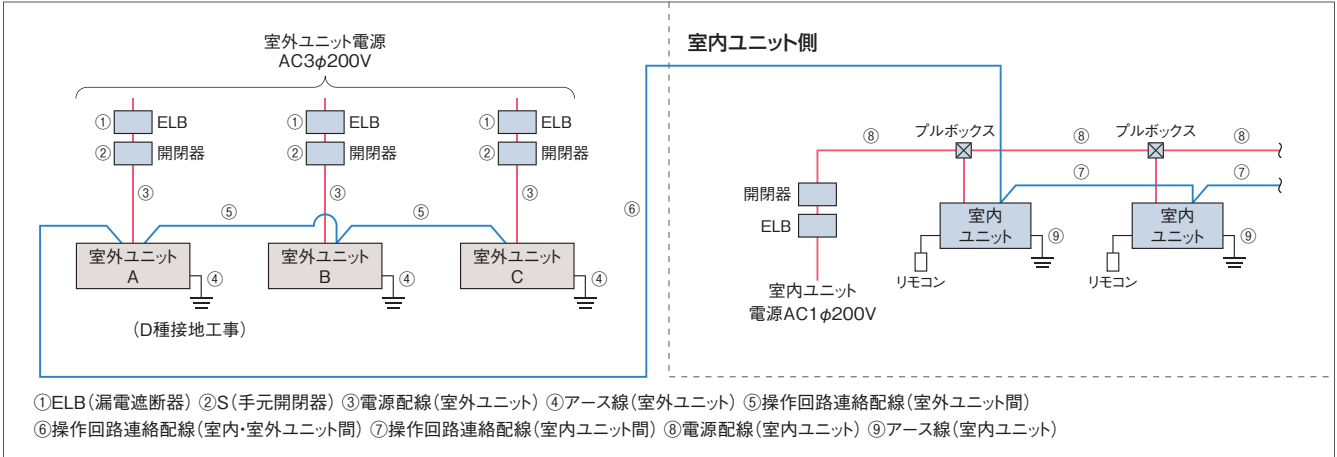 室外ユニット電源
AC3φ200V
室内ユニット側
① ELB
① ELB
① ELB
② 開閉器
② 開閉器
② 開閉器
③
③
③
⑤
⑤
⑥
室外ユニット
A
室外ユニット
B
室外ユニット
C
④
④
④
(D種接地工事)
⑧
プルボックス
⑧
プルボックス
⑧
⑦
⑦
開閉器
ELB
室内
ユニット
室内
ユニット
⑨
⑨
リモコン
リモコン
室内ユニット
電源AC1φ200V
①ELB(漏電遮断器) ②S(手元開閉器) ③電源配線(室外ユニット) ④アース線(室外ユニット) ⑤操作回路連絡配線(室外ユニット間)
⑥操作回路連絡配線(室内・室外ユニット間) ⑦操作回路連絡配線(室内ユニット間) ⑧電源配線(室内ユニット) ⑨アース線(室内ユニット)